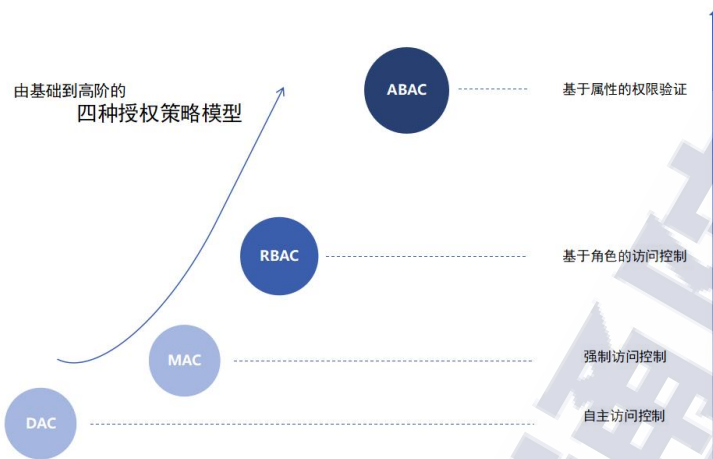 由基础到高阶的
四种授权策略模型
ABAC
基于属性的权限验证
RBAC
基于角色的访问控制
MAC
强制访问控制
DAC
自主访问控制